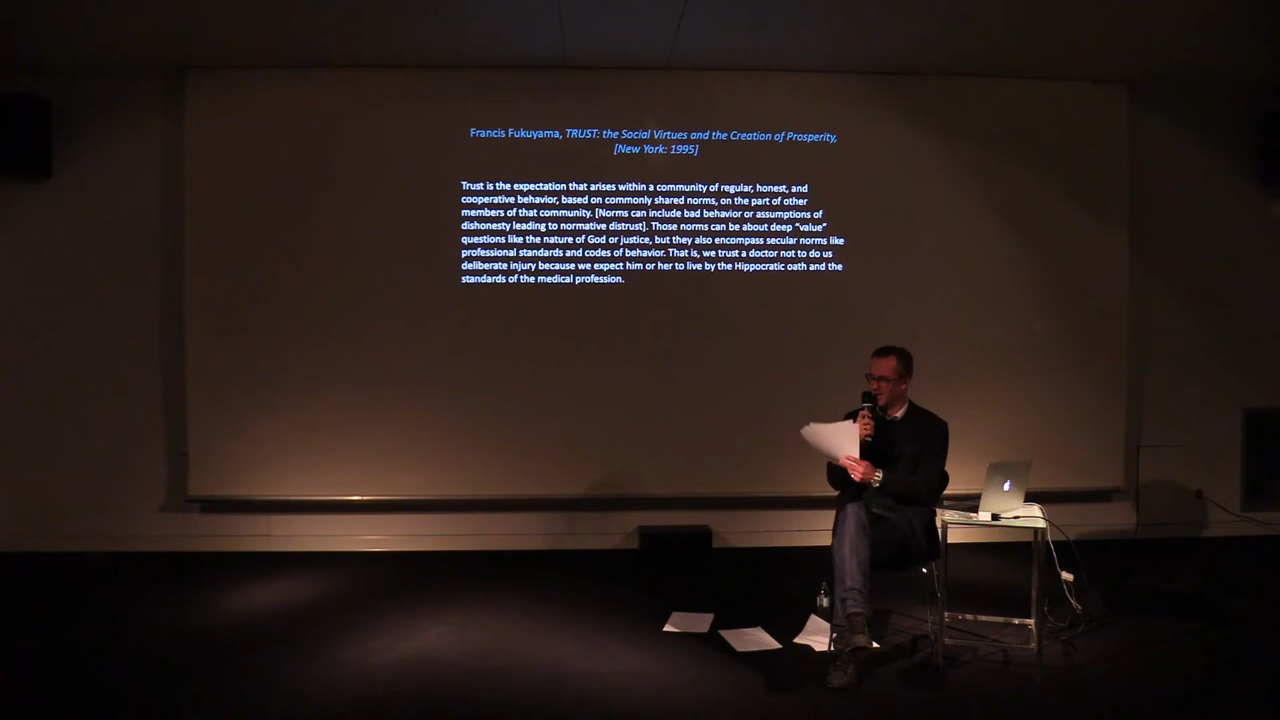 Francis Fukuyama, TRUST: the Social Virtues and the Creation of Prosperity,
[New York: 1995]
Trust is the expectation that arises within a community of regular, honest, and
cooperative behavior, based on commonly shared norms, on the part of other
members of that community. [Norms can include bad behavior or assumptions of
dishonesty leading to normative distrust]. Those norms can be about deep “value”
questions like the nature of God or justice, but they also encompass secular norms like
professional standards and codes of behavior. That is, we trust a doctor not to do us
deliberate injury because we expect him or her to live by the Hippocratic oath and the
standards of the medical profession.